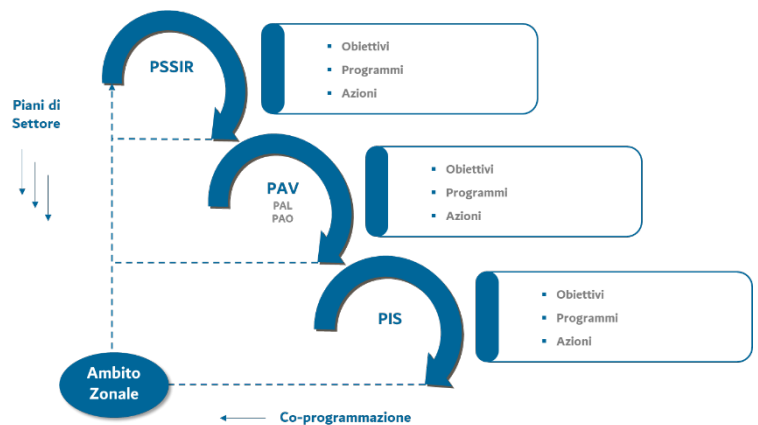 PSSIR
▪ Obiettivi
▪ Programmi
▪ Azioni
Piani di
Settore
PAV
PAL
PAO
▪ Obiettivi
▪ Programmi
▪ Azioni
PIS
▪ Obiettivi
▪ Programmi
▪ Azioni
Ambito
Zonale
Co-programmazione